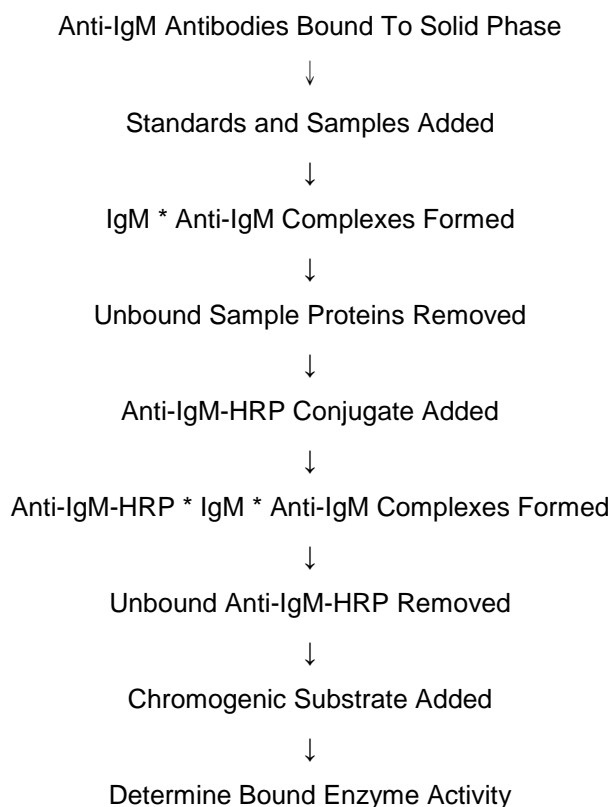 Anti-IgM Antibodies Bound To Solid Phase
↓
Standards and Samples Added
↓
IgM * Anti-IgM Complexes Formed
↓
Unbound Sample Proteins Removed
↓
Anti-IgM-HRP Conjugate Added
↓
Anti-IgM-HRP * IgM * Anti-IgM Complexes Formed
↓
Unbound Anti-IgM-HRP Removed
↓
Chromogenic Substrate Added
↓
Determine Bound Enzyme Activity